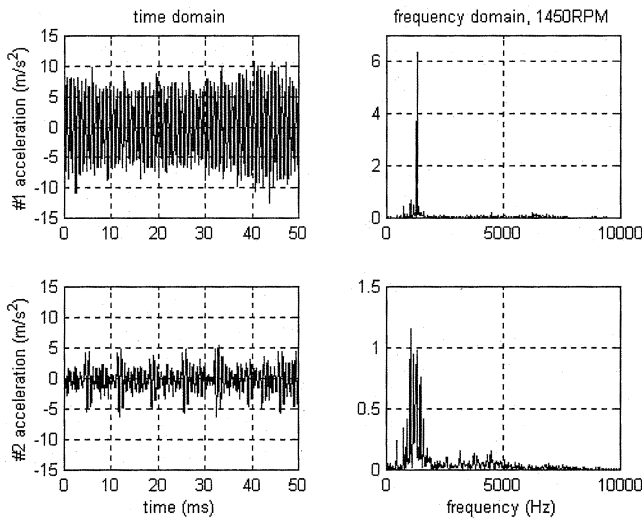 time domain
frequency domain, 1450RPM
#1 acceleration (m/s²)
15
10
5
0
-5
-10
-15
0 10 20 30 40 50
6
4
2
0
0 5000 10000
#2 acceleration (m/s²)
15
10
5
0
-5
-10
-15
0 10 20 30 40 50
time (ms)
1.5
1
0.5
0
0 5000 10000
frequency (Hz)